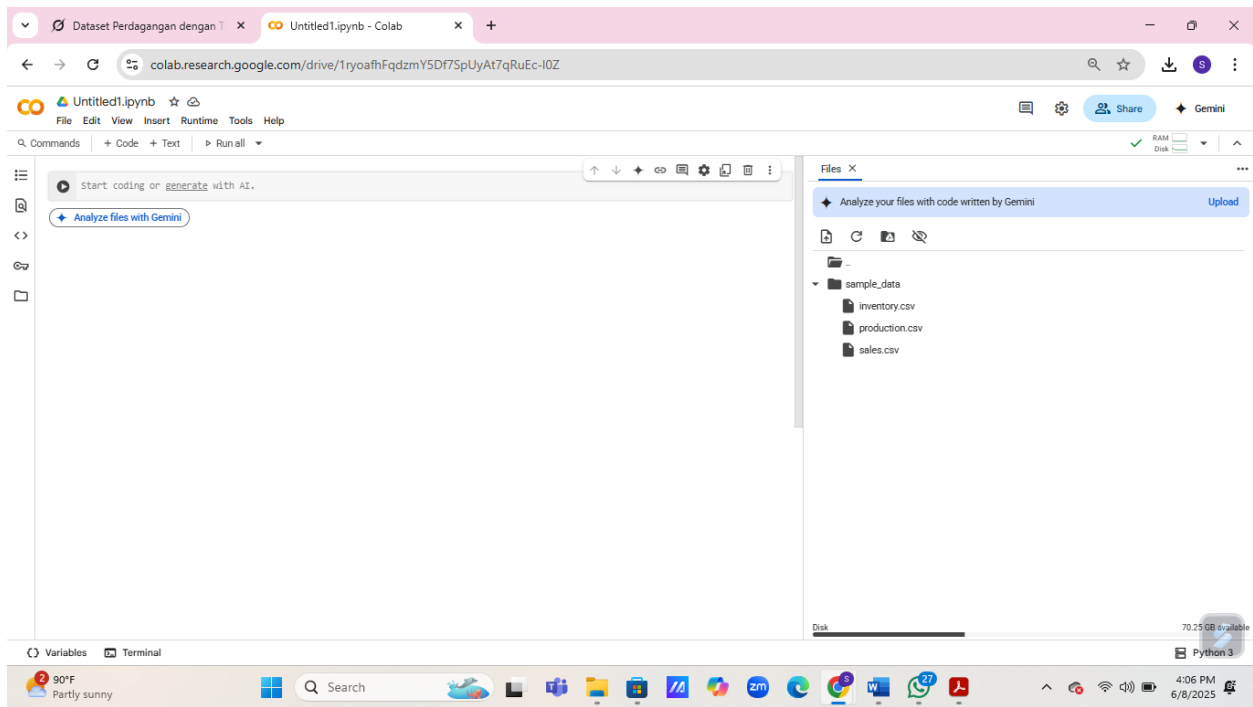 Dataset Perdagangan dengan T
Untitled1.ipynb - Colab
colab.research.google.com/drive/1ryoafhFqdzmY5Df7SpUyAt7qRuEc-I0Z
S
CO
Untitled1.ipynb
File Edit View Insert Runtime Tools Help
Share
Gemini
Commands + Code + Text Run all
RAM
Disk
Start coding or generate with AI.
Analyze files with Gemini
Files
Analyze your files with code written by Gemini
Upload
..
sample_data
inventory.csv
production.csv
sales.csv
Disk
70.25 GB available
Variables
Terminal
Python 3
2
90°F
Partly sunny
Search
zm
S
W
27
4:06 PM
6/8/2025